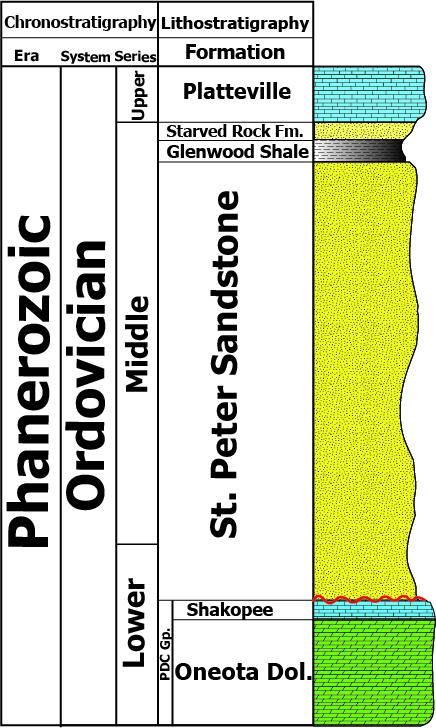 Chronostratigraphy Lithostratigraphy
Era System Series Formation
Phanerozoic
Ordovician
Upper
Middle
Lower
Platteville
Starved Rock Fm.
Glenwood Shale
St. Peter Sandstone
PDC Gp.
Shakopee
Oneota Dol.